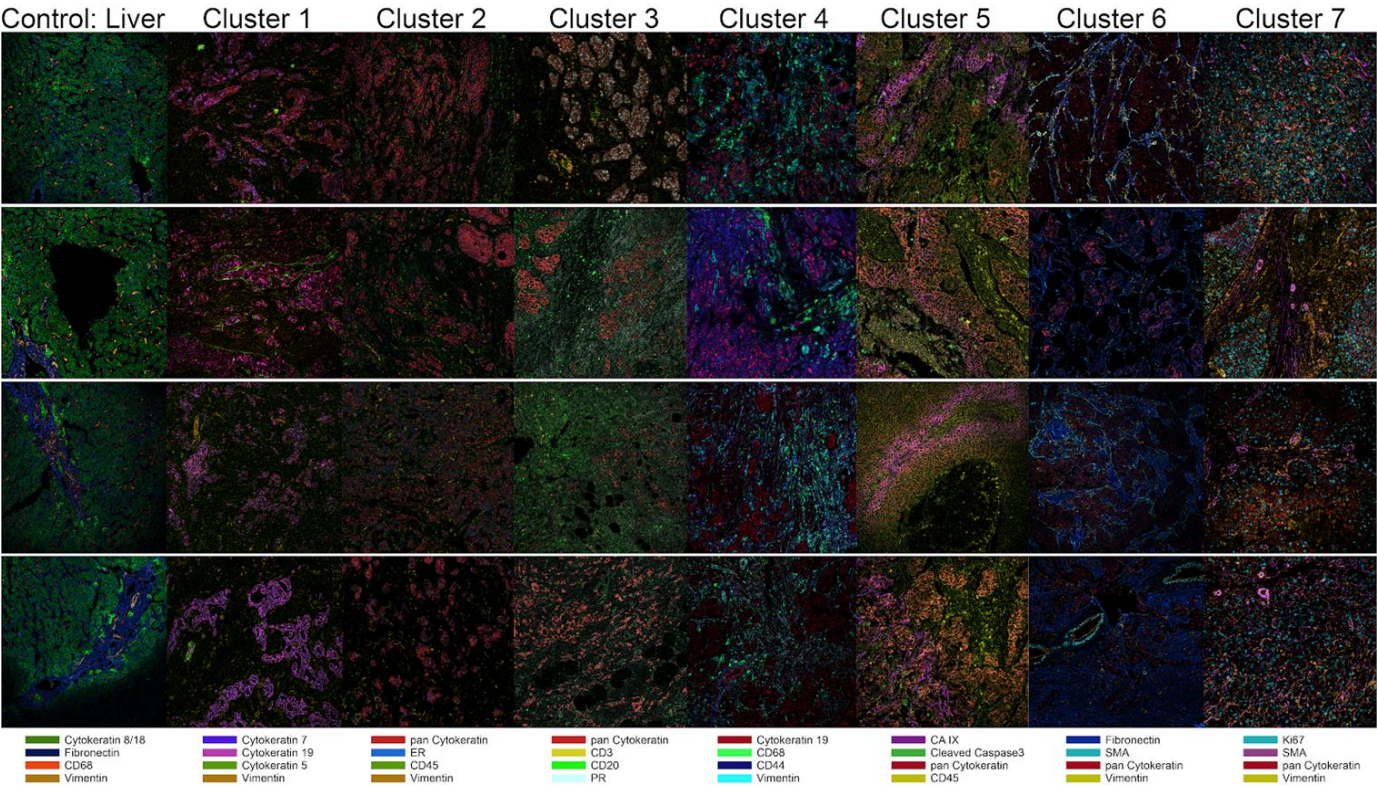 Control: Liver Cluster 1 Cluster 2 Cluster 3 Cluster 4 Cluster 5 Cluster 6 Cluster 7
Cytokeratin 8/18 Cytokeratin 7 pan Cytokeratin pan Cytokeratin Cytokeratin 19 CA IX Fibronectin Ki67
Fibronectin Cytokeratin 19 ER CD3 CD68 Cleaved Caspase3 SMA SMA
CD68 Cytokeratin 5 CD45 CD20 CD44 pan Cytokeratin pan Cytokeratin pan Cytokeratin
Vimentin Vimentin Vimentin PR Vimentin CD45 Vimentin Vimentin